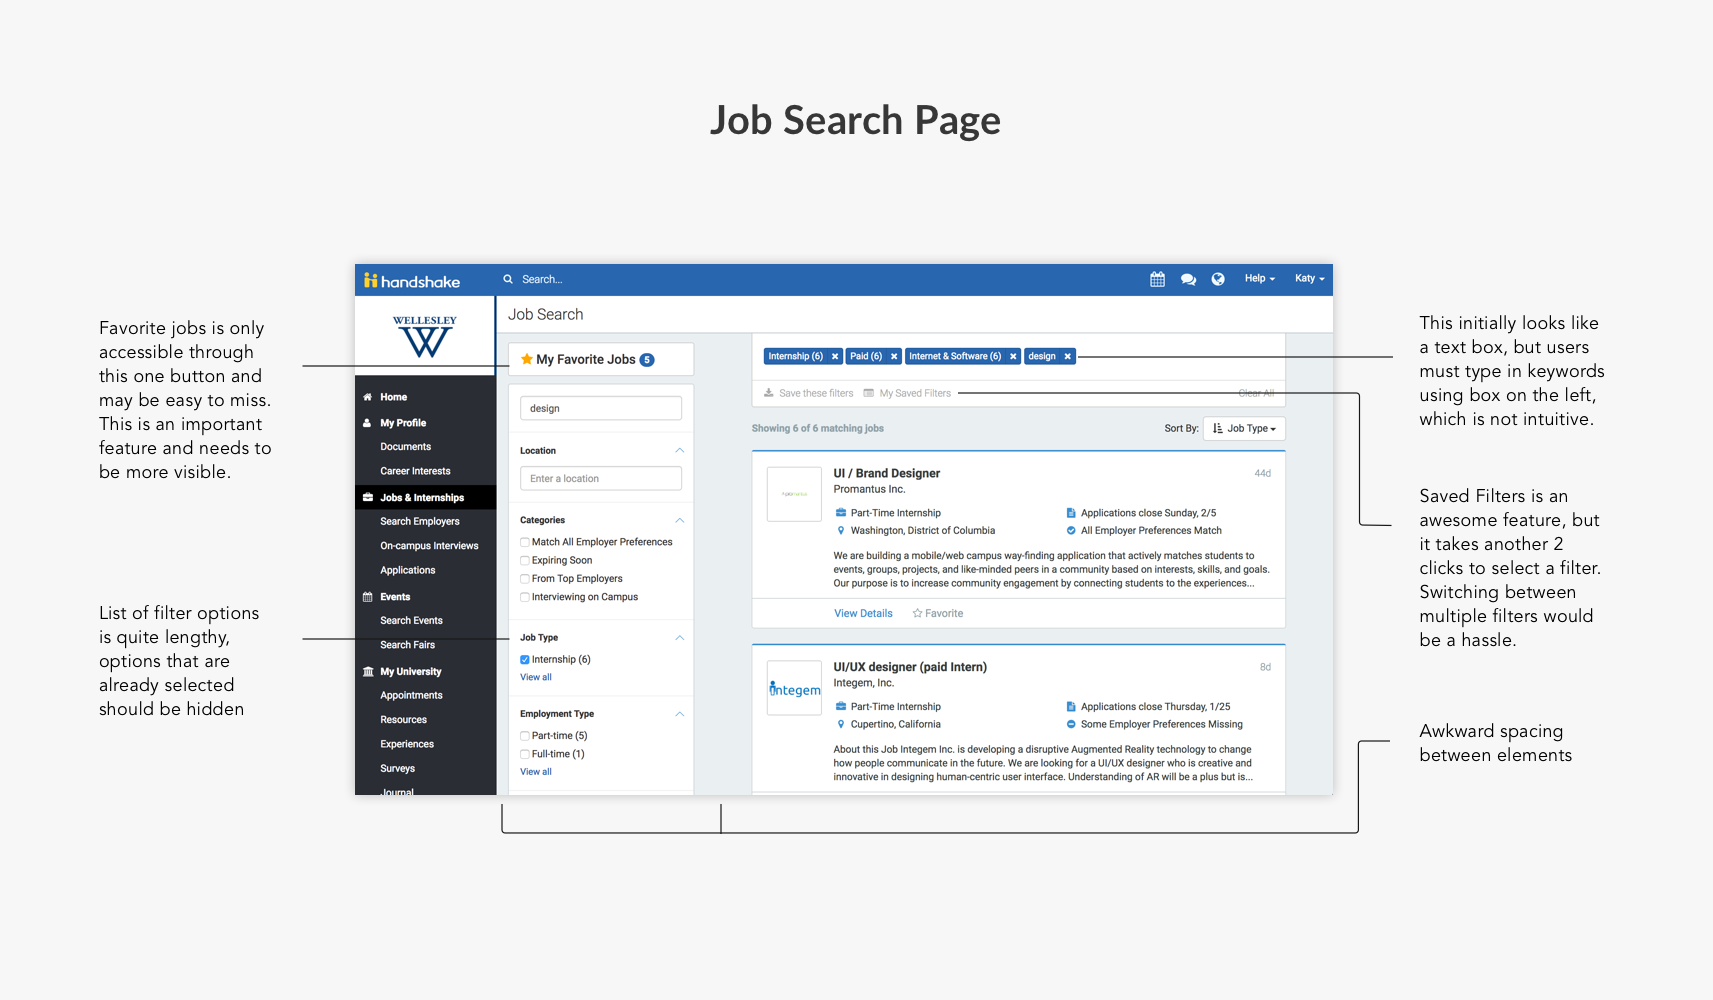 Job Search Page
handshake
Search...
Help
Katy
WELLESLEY
W
Job Search
Favorite jobs is only
accessible through
this one button and
may be easy to miss.
This is an important
feature and needs to
be more visible.
List of filter options
is quite lengthy,
options that are
already selected
should be hidden
Home
My Profile
Documents
Career Interests
Jobs & Internships
Search Employers
On-campus Interviews
Applications
Events
Search Events
Search Fairs
My University
Appointments
Resources
Experiences
Surveys
Journal
My Favorite Jobs 5
design
Location
Enter a location
Categories
Match All Employer Preferences
Expiring Soon
From Top Employers
Interviewing on Campus
Job Type
Internship (6)
View all
Employment Type
Part-time (5)
Full-time (1)
View all
Internship (6) × Paid (6) × Internet & Software (6) × design ×
Save these filters My Saved Filters Clear All
Showing 6 of 6 matching jobs
Sort By: Job Type
UI / Brand Designer 44d
Promantus Inc.
promantus
Part-Time Internship Applications close Sunday, 2/5
Washington, District of Columbia All Employer Preferences Match
We are building a mobile/web campus way-finding application that actively matches students to
events, groups, projects, and like-minded peers in a community based on interests, skills, and goals.
Our purpose is to increase community engagement by connecting students to the experiences...
View Details Favorite
UI/UX designer (paid Intern) 8d
Integem, Inc.
integem
Part-Time Internship Applications close Thursday, 1/25
Cupertino, California Some Employer Preferences Missing
About this Job Integem Inc. is developing a disruptive Augmented Reality technology to change
how people communicate in the future. We are looking for a UI/UX designer who is creative and
innovative in designing human-centric user interface. Understanding of AR will be a plus but is...
This initially looks like
a text box, but users
must type in keywords
using box on the left,
which is not intuitive.
Saved Filters is an
awesome feature, but
it takes another 2
clicks to select a filter.
Switching between
multiple filters would
be a hassle.
Awkward spacing
between elements